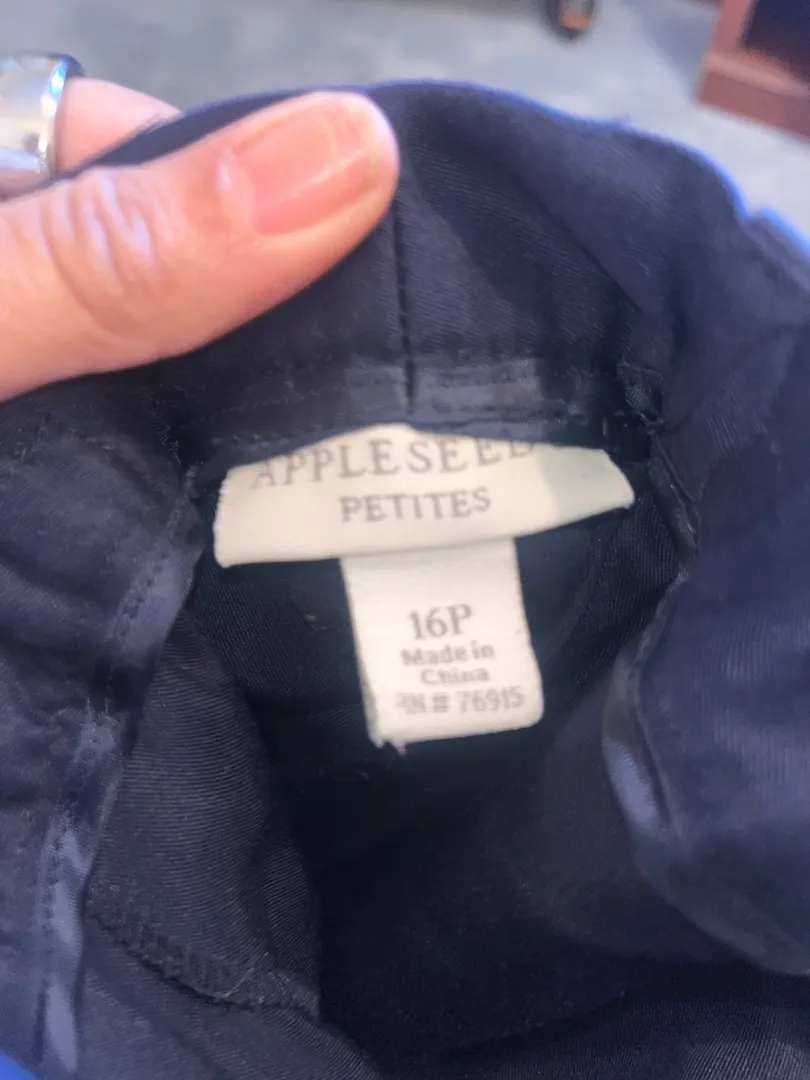 APPLESEED
PETITES
16P
Made in
China
RN# 76915